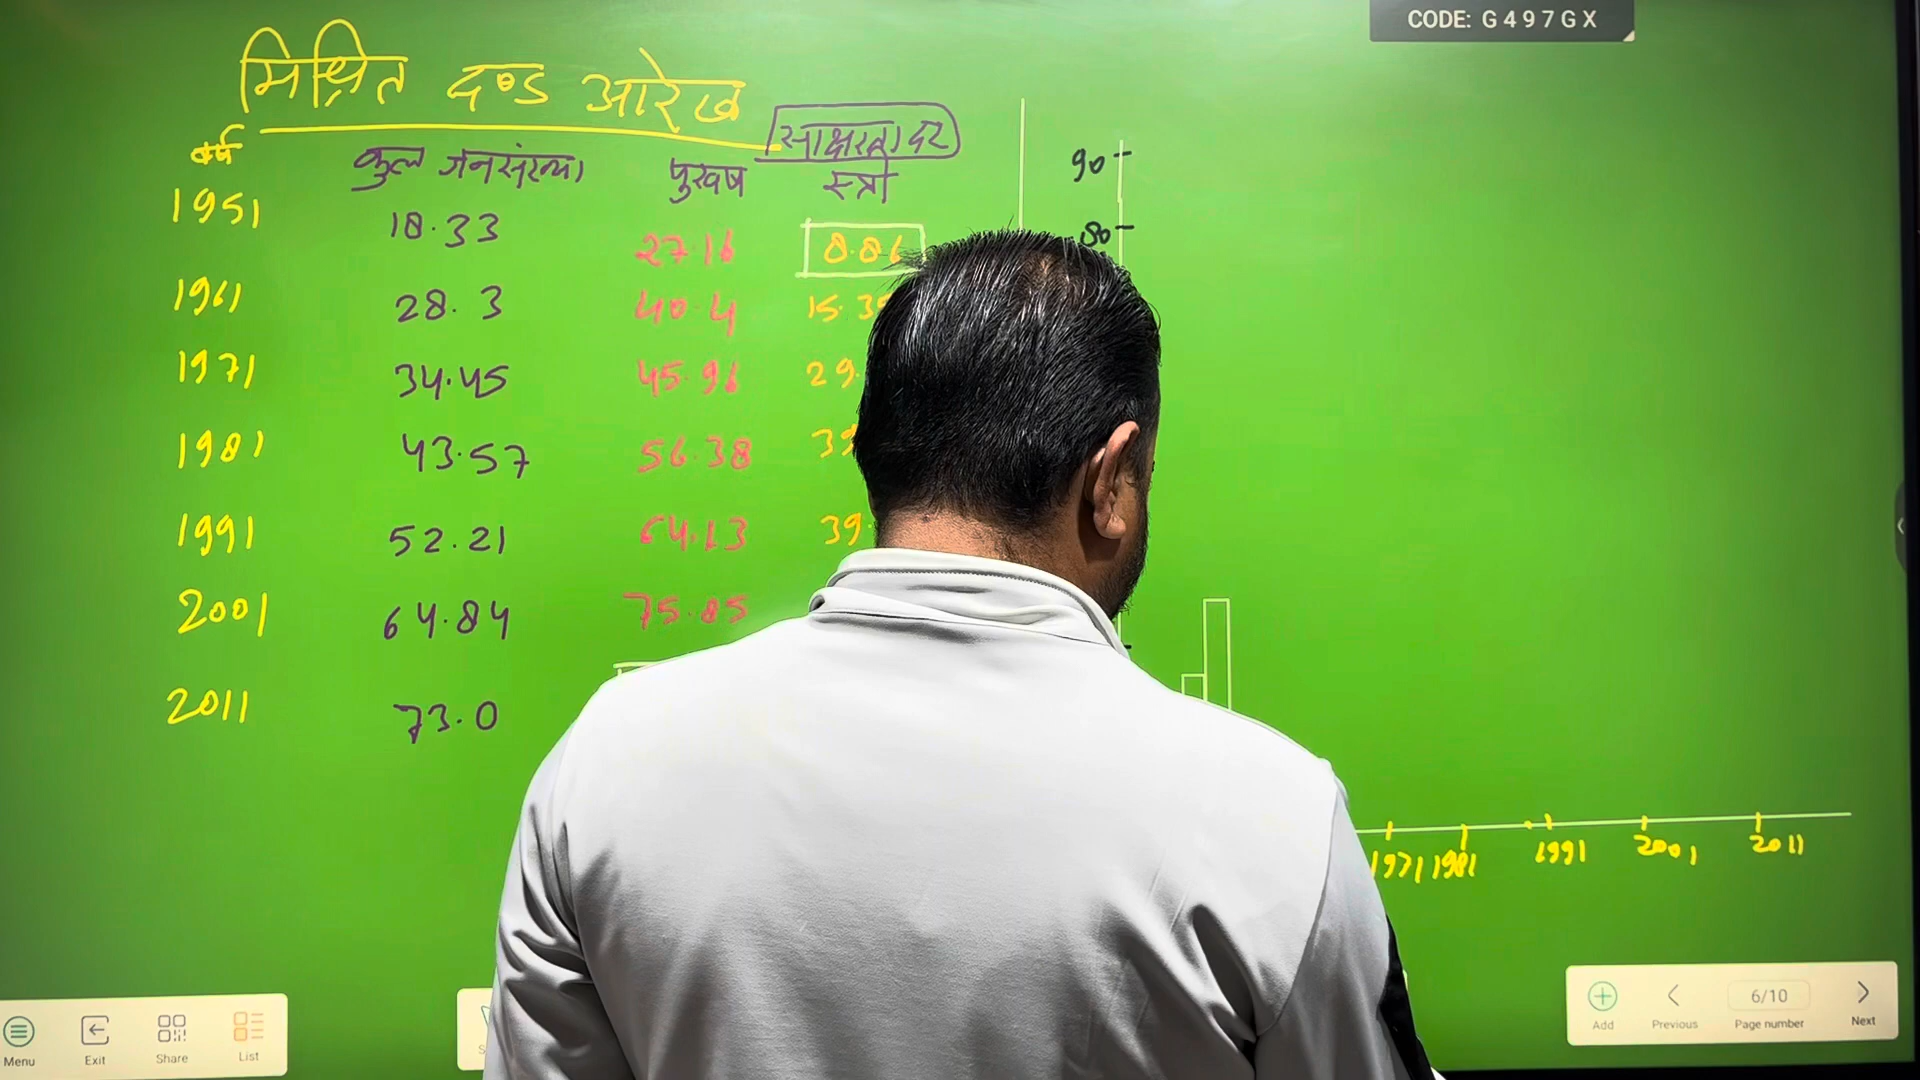 CODE: G497GX
मिश्रित दण्ड आरेख
साक्षरता दर
वर्ष कुल जनसंख्या पुरुष स्त्री
1951 18.33 27.16 8.86
1961 28.3 40.4 15.35
1971 34.45 45.96 29.
1981 43.57 56.38
1991 52.21 64.13 39.
2001 64.84 75.85
2011 73.0
90
80
1971 1981 1991 2001 2011
Menu Exit Share List
Add Previous 6/10 Page number Next